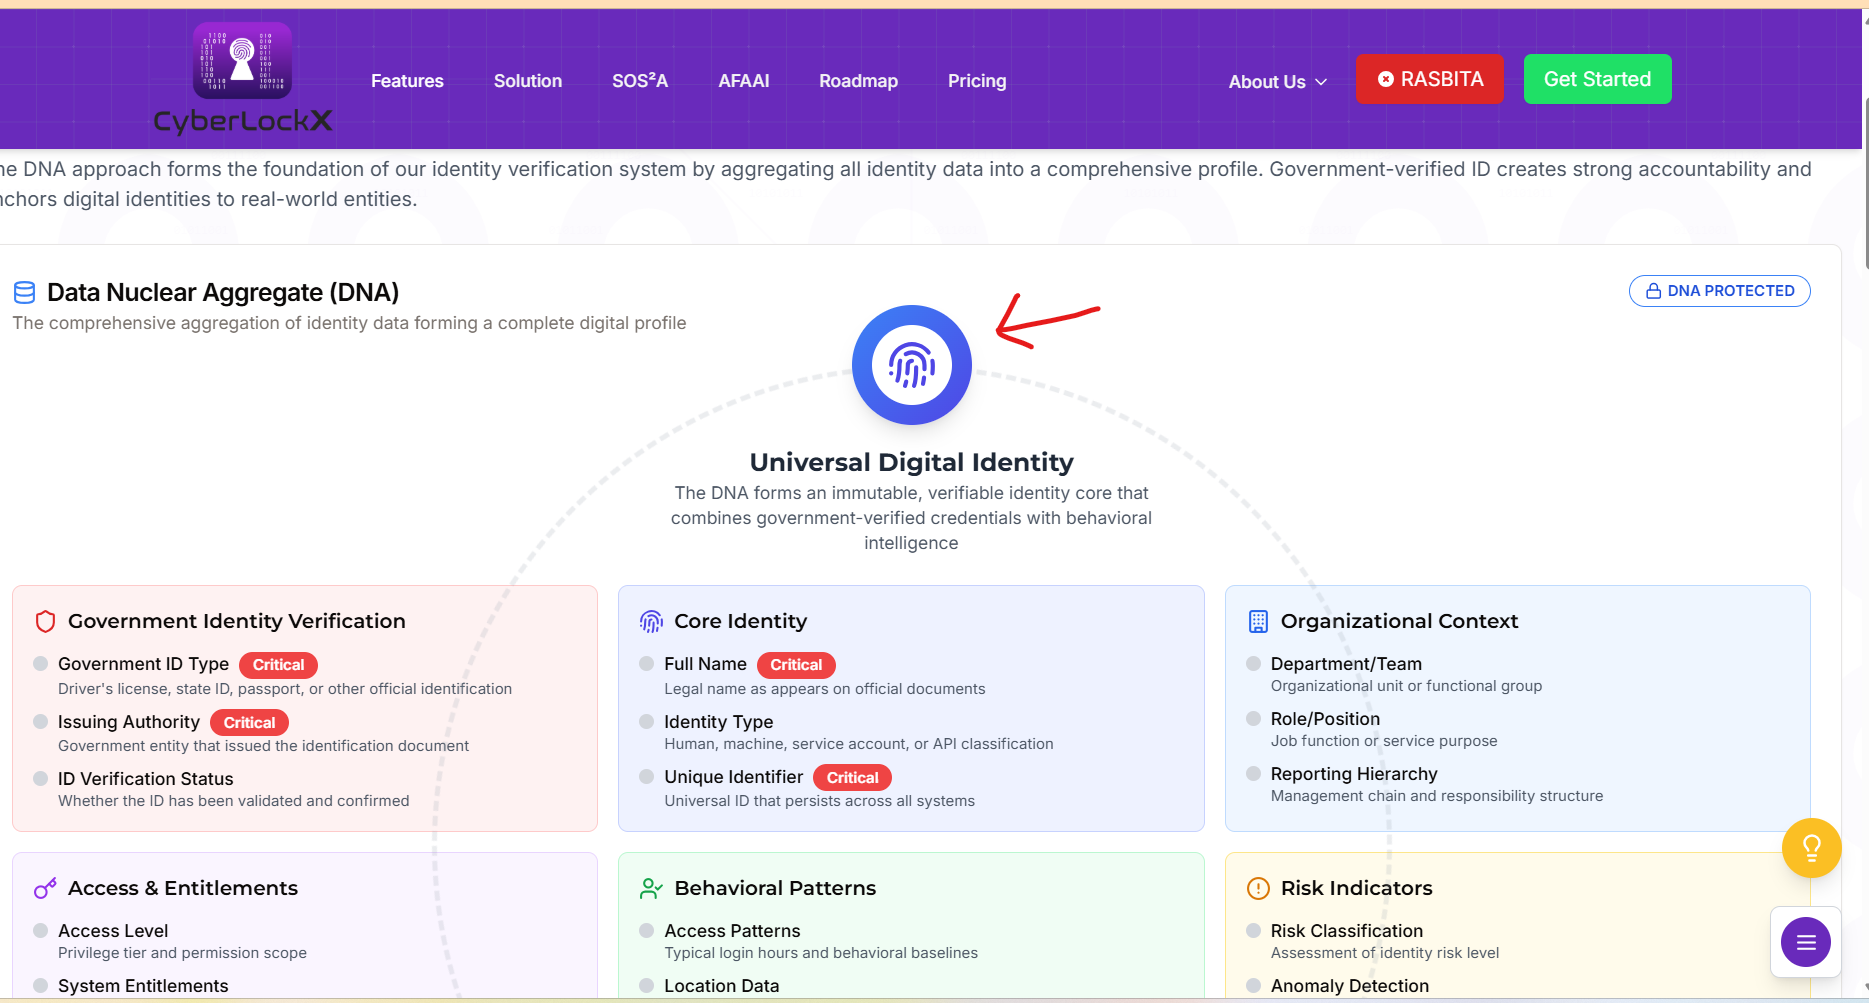 CyberLockX
Features
Solution
SOS²A
AFAAI
Roadmap
Pricing
About Us
RASBITA
Get Started
he DNA approach forms the foundation of our identity verification system by aggregating all identity data into a comprehensive profile. Government-verified ID creates strong accountability and
nchors digital identities to real-world entities.
Data Nuclear Aggregate (DNA)
The comprehensive aggregation of identity data forming a complete digital profile
DNA PROTECTED
Universal Digital Identity
The DNA forms an immutable, verifiable identity core that
combines government-verified credentials with behavioral
intelligence
Government Identity Verification
Government ID Type Critical
Driver's license, state ID, passport, or other official identification
Issuing Authority Critical
Government entity that issued the identification document
ID Verification Status
Whether the ID has been validated and confirmed
Core Identity
Full Name Critical
Legal name as appears on official documents
Identity Type
Human, machine, service account, or API classification
Unique Identifier Critical
Universal ID that persists across all systems
Organizational Context
Department/Team
Organizational unit or functional group
Role/Position
Job function or service purpose
Reporting Hierarchy
Management chain and responsibility structure
Access & Entitlements
Access Level
Privilege tier and permission scope
System Entitlements
Behavioral Patterns
Access Patterns
Typical login hours and behavioral baselines
Location Data
Risk Indicators
Risk Classification
Assessment of identity risk level
Anomaly Detection